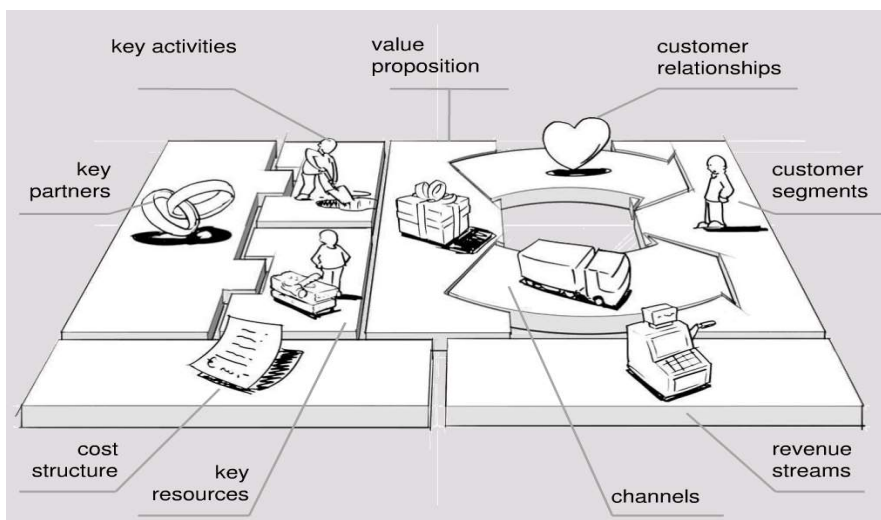 key activities
value
proposition
customer
relationships
key
partners
customer
segments
cost
structure
key
resources
channels
revenue
streams